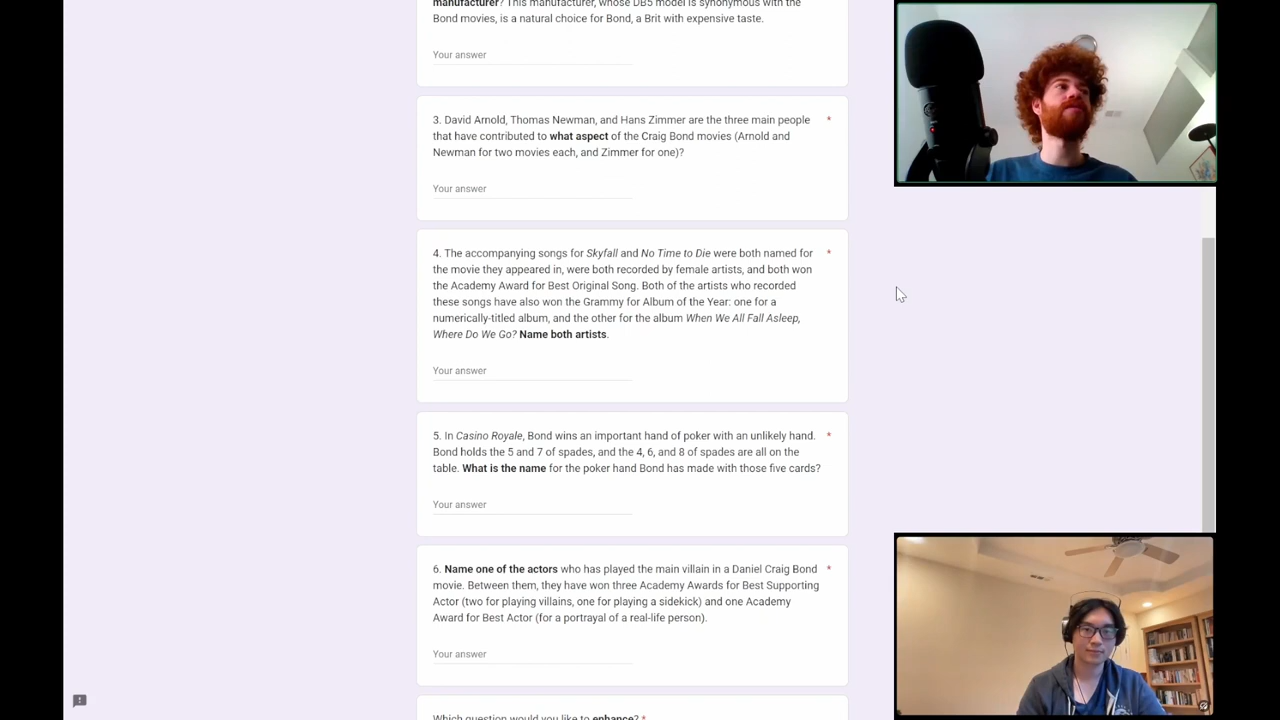 manufacturer? This manufacturer, whose DB5 model is synonymous with the
Bond movies, is a natural choice for Bond, a Brit with expensive taste.
Your answer
3. David Arnold, Thomas Newman, and Hans Zimmer are the three main people *
that have contributed to what aspect of the Craig Bond movies (Arnold and
Newman for two movies each, and Zimmer for one)?
Your answer
4. The accompanying songs for Skyfall and No Time to Die were both named for *
the movie they appeared in, were both recorded by female artists, and both won
the Academy Award for Best Original Song. Both of the artists who recorded
these songs have also won the Grammy for Album of the Year: one for a
numerically-titled album, and the other for the album When We All Fall Asleep,
Where Do We Go? Name both artists.
Your answer
5. In Casino Royale, Bond wins an important hand of poker with an unlikely hand. *
Bond holds the 5 and 7 of spades, and the 4, 6, and 8 of spades are all on the
table. What is the name for the poker hand Bond has made with those five cards?
Your answer
6. Name one of the actors who has played the main villain in a Daniel Craig Bond *
movie. Between them, they have won three Academy Awards for Best Supporting
Actor (two for playing villains, one for playing a sidekick) and one Academy
Award for Best Actor (for a portrayal of a real-life person).
Your answer
Which question would you like to enhance? *